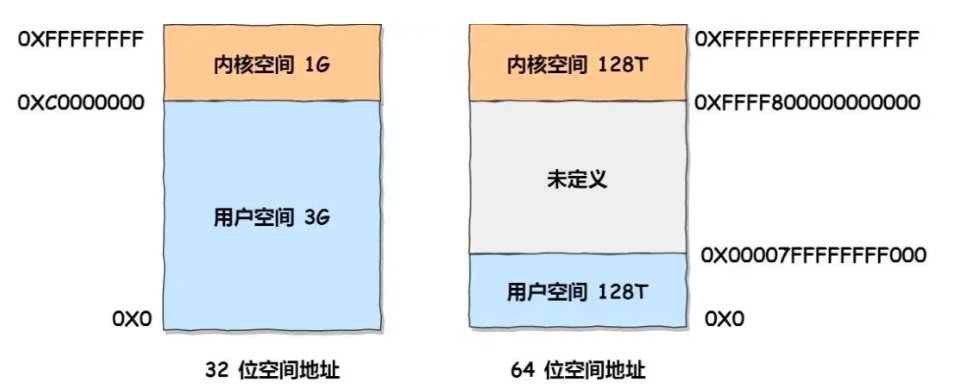 0XFFFFFFFF
内核空间 1G
0XC0000000
用户空间 3G
0X0
32 位空间地址
0XFFFFFFFFFFFFFFFF
内核空间 128T
0XFFFF800000000000
未定义
0X00007FFFFFFFF000
用户空间 128T
0X0
64 位空间地址